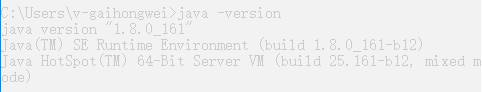 C:\Users\v-gaihongwei>java -version
java version "1.8.0_161"
Java(TM) SE Runtime Environment (build 1.8.0_161-b12)
Java HotSpot(TM) 64-Bit Server VM (build 25.161-b12, mixed m
ode)